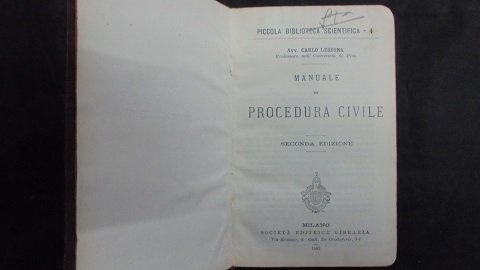 PICCOLA BIBLIOTECA SCIENTIFICA - 4
Avv. CARLO LESSONA
Professore nell' Università di Pisa
MANUALE
DI
PROCEDURA CIVILE
SECONDA EDIZIONE
MILANO
SOCIETÀ EDITRICE LIBRARIA
Via